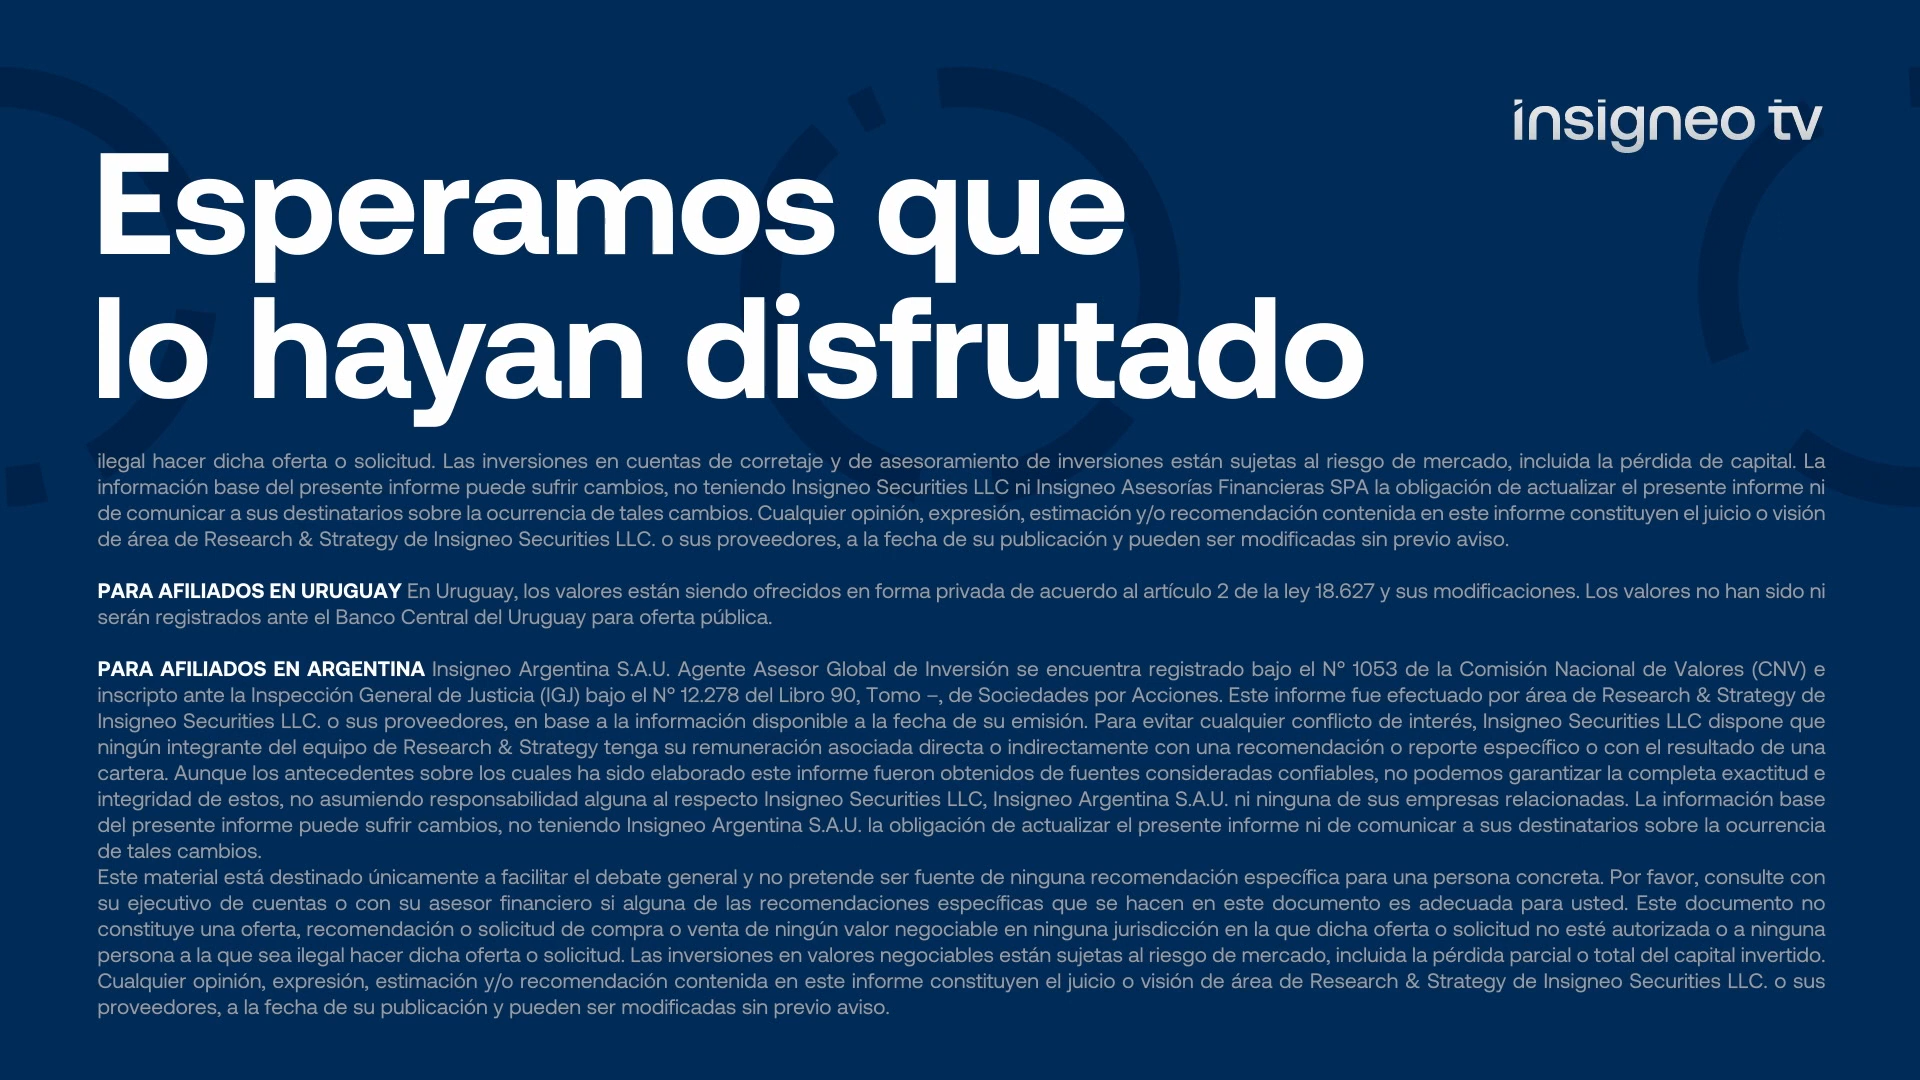 insigneo tv
Esperamos que
lo hayan disfrutado
ilegal hacer dicha oferta o solicitud. Las inversiones en cuentas de corretaje y de asesoramiento de inversiones están sujetas al riesgo de mercado, incluida la pérdida de capital. La
información base del presente informe puede sufrir cambios, no teniendo Insigneo Securities LLC ni Insigneo Asesorías Financieras SPA la obligación de actualizar el presente informe ni
de comunicar a sus destinatarios sobre la ocurrencia de tales cambios. Cualquier opinión, expresión, estimación y/o recomendación contenida en este informe constituyen el juicio o visión
de área de Research & Strategy de Insigneo Securities LLC. o sus proveedores, a la fecha de su publicación y pueden ser modificadas sin previo aviso.
PARA AFILIADOS EN URUGUAY En Uruguay, los valores están siendo ofrecidos en forma privada de acuerdo al artículo 2 de la ley 18.627 y sus modificaciones. Los valores no han sido ni
serán registrados ante el Banco Central del Uruguay para oferta pública.
PARA AFILIADOS EN ARGENTINA Insigneo Argentina S.A.U. Agente Asesor Global de Inversión se encuentra registrado bajo el N° 1053 de la Comisión Nacional de Valores (CNV) e
inscripto ante la Inspección General de Justicia (IGJ) bajo el N° 12.278 del Libro 90, Tomo –, de Sociedades por Acciones. Este informe fue efectuado por área de Research & Strategy de
Insigneo Securities LLC. o sus proveedores, en base a la información disponible a la fecha de su emisión. Para evitar cualquier conflicto de interés, Insigneo Securities LLC dispone que
ningún integrante del equipo de Research & Strategy tenga su remuneración asociada directa o indirectamente con una recomendación o reporte específico o con el resultado de una
cartera. Aunque los antecedentes sobre los cuales ha sido elaborado este informe fueron obtenidos de fuentes consideradas confiables, no podemos garantizar la completa exactitud e
integridad de estos, no asumiendo responsabilidad alguna al respecto Insigneo Securities LLC, Insigneo Argentina S.A.U. ni ninguna de sus empresas relacionadas. La información base
del presente informe puede sufrir cambios, no teniendo Insigneo Argentina S.A.U. la obligación de actualizar el presente informe ni de comunicar a sus destinatarios sobre la ocurrencia
de tales cambios.
Este material está destinado únicamente a facilitar el debate general y no pretende ser fuente de ninguna recomendación específica para una persona concreta. Por favor, consulte con
su ejecutivo de cuentas o con su asesor financiero si alguna de las recomendaciones específicas que se hacen en este documento es adecuada para usted. Este documento no
constituye una oferta, recomendación o solicitud de compra o venta de ningún valor negociable en ninguna jurisdicción en la que dicha oferta o solicitud no esté autorizada o a ninguna
persona a la que sea ilegal hacer dicha oferta o solicitud. Las inversiones en valores negociables están sujetas al riesgo de mercado, incluida la pérdida parcial o total del capital invertido.
Cualquier opinión, expresión, estimación y/o recomendación contenida en este informe constituyen el juicio o visión de área de Research & Strategy de Insigneo Securities LLC. o sus
proveedores, a la fecha de su publicación y pueden ser modificadas sin previo aviso.